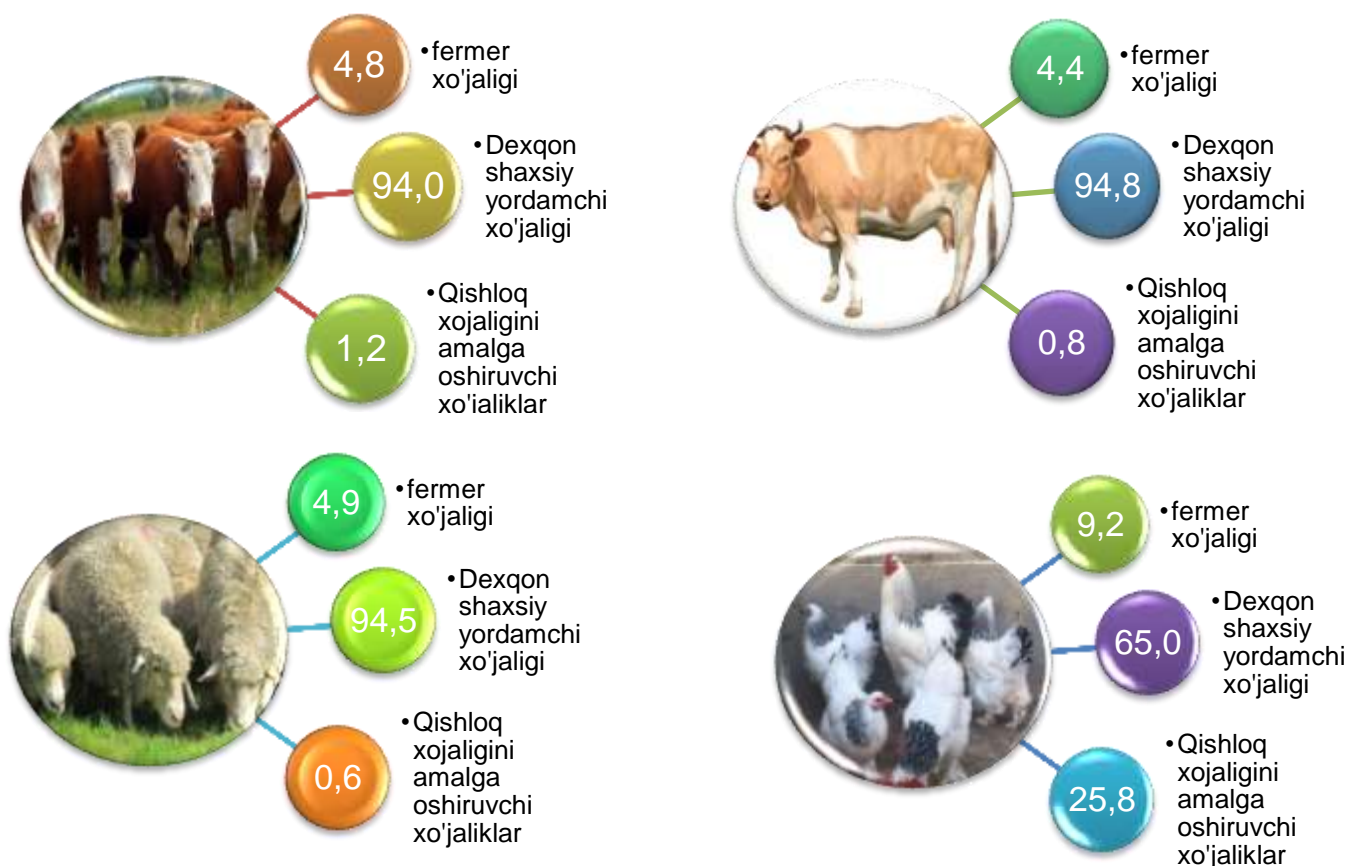 4,8
•fermer
xo'jaligi
94,0
•Dexqon
shaxsiy
yordamchi
xo'jaligi
1,2
•Qishloq
xojaligini
amalga
oshiruvchi
xo'ialiklar
4,4
•fermer
xo'jaligi
94,8
•Dexqon
shaxsiy
yordamchi
xo'jaligi
0,8
•Qishloq
xojaligini
amalga
oshiruvchi
xo'jaliklar
4,9
•fermer
xo'jaligi
94,5
•Dexqon
shaxsiy
yordamchi
xo'jaligi
0,6
•Qishloq
xojaligini
amalga
oshiruvchi
xo'jaliklar
9,2
•fermer
xo'jaligi
65,0
•Dexqon
shaxsiy
yordamchi
xo'jaligi
25,8
•Qishloq
xojaligini
amalga
oshiruvchi
xo'jaliklar